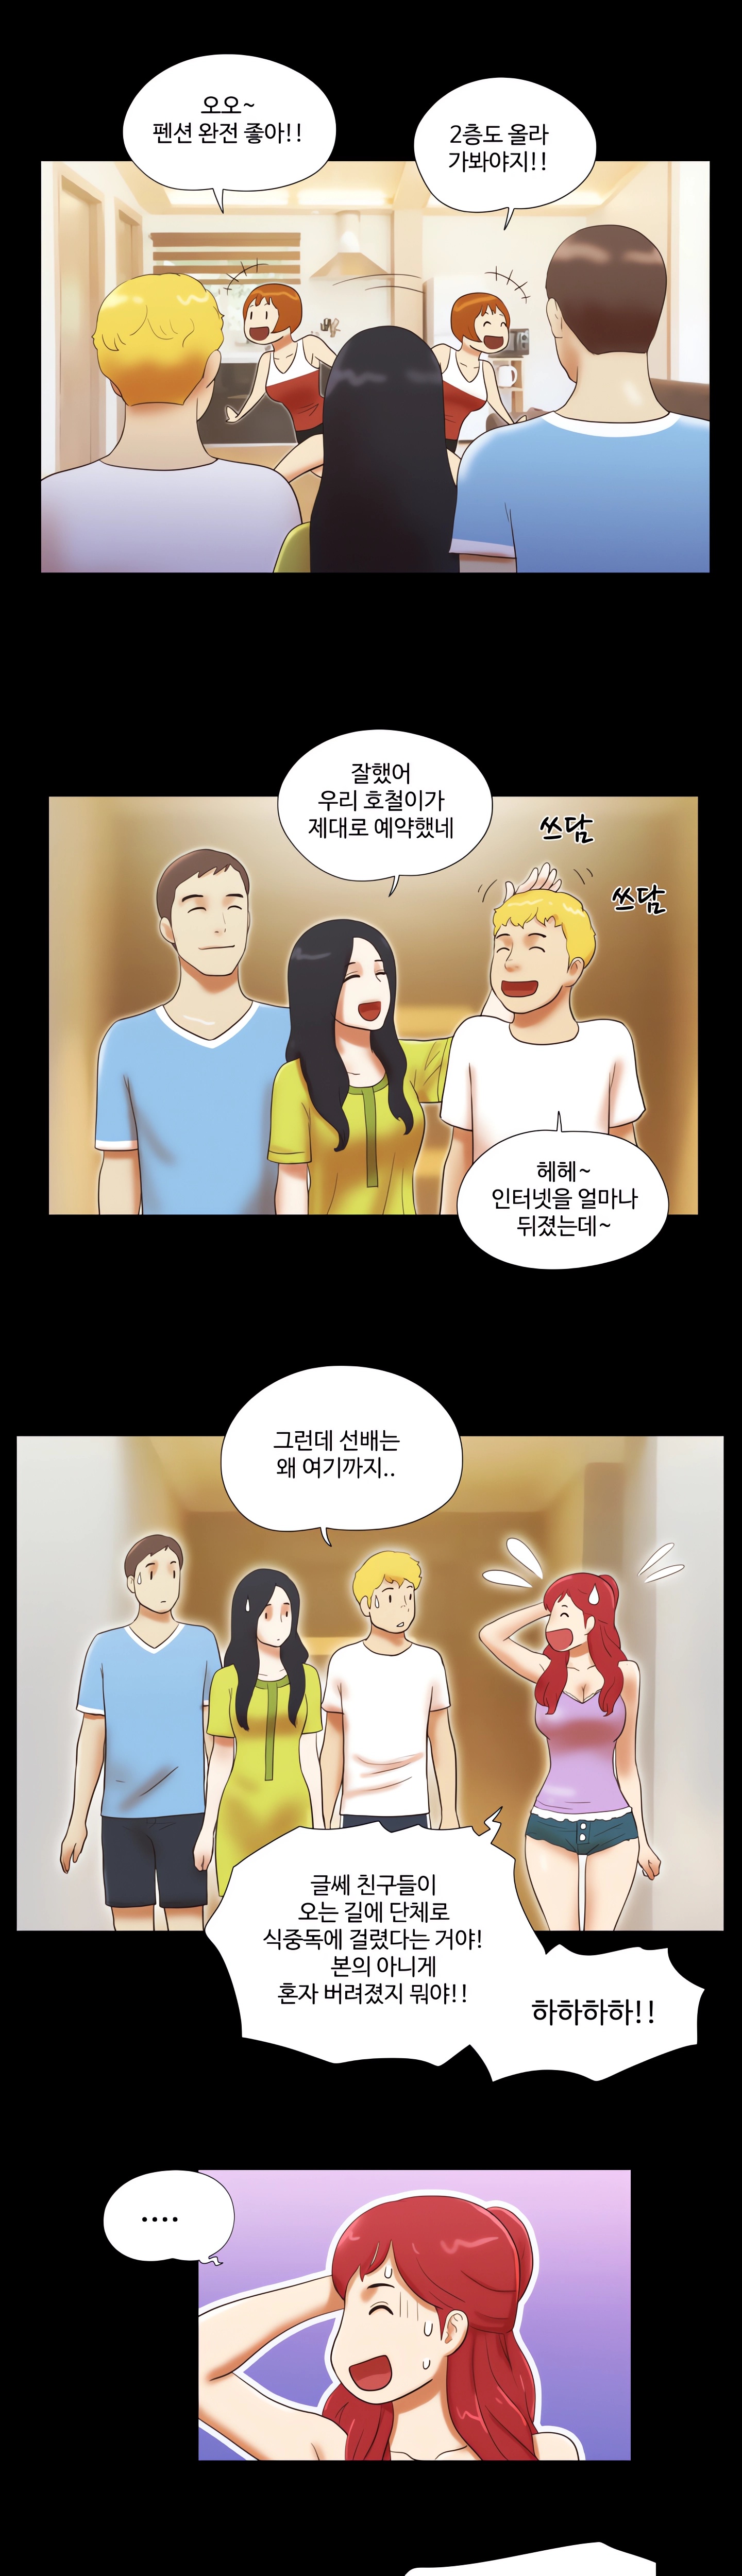 오오~
펜션 완전 좋아!!
2층도 올라
가봐야지!!
잘했어
우리 호철이가
제대로 예약했네
쓰담
쓰담
헤헤~
인터넷을 얼마나
뒤졌는데~
그런데 선배는
왜 여기까지..
글쎄 친구들이
오는 길에 단체로
식중독에 걸렸다는 거야!
본의 아니게
혼자 버려졌지 뭐야!!
하하하하!!
....